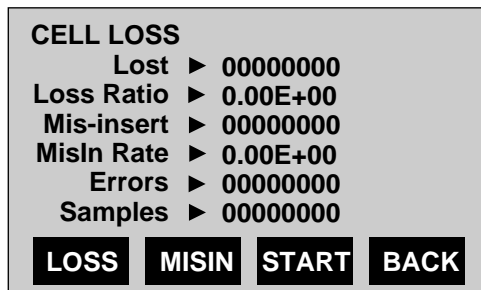 CELL LOSS
Lost ► 00000000
Loss Ratio ► 0.00E+00
Mis-insert ► 00000000
MisIn Rate ► 0.00E+00
Errors ► 00000000
Samples ► 00000000
LOSS MISIN START BACK